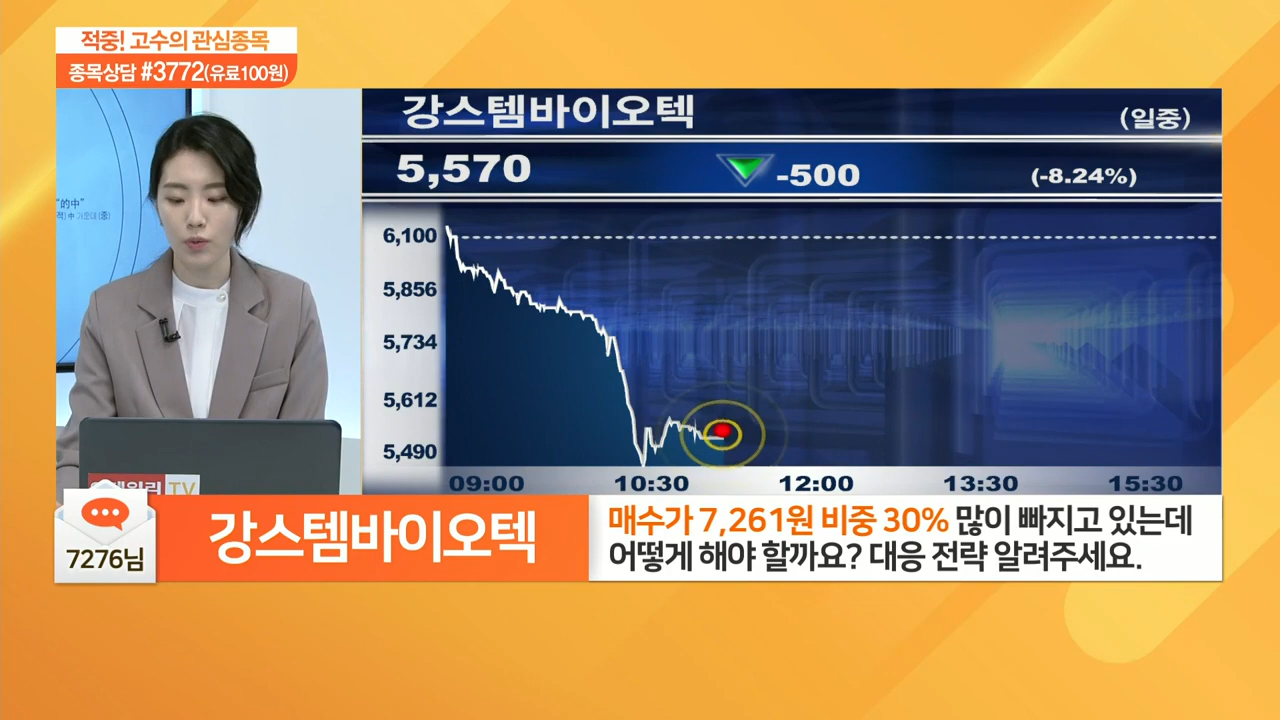 적중! 고수의 관심종목
종목상담 #3772(유료100원)
"的中"
강스템바이오텍
(일중)
5,570
-500
(-8.24%)
6,100
5,856
5,734
5,612
5,490
09:00
10:30
12:00
13:30
15:30
TV
7276님
강스템바이오텍
매수가 7,261원 비중 30% 많이 빠지고 있는데
어떻게 해야 할까요? 대응 전략 알려주세요.